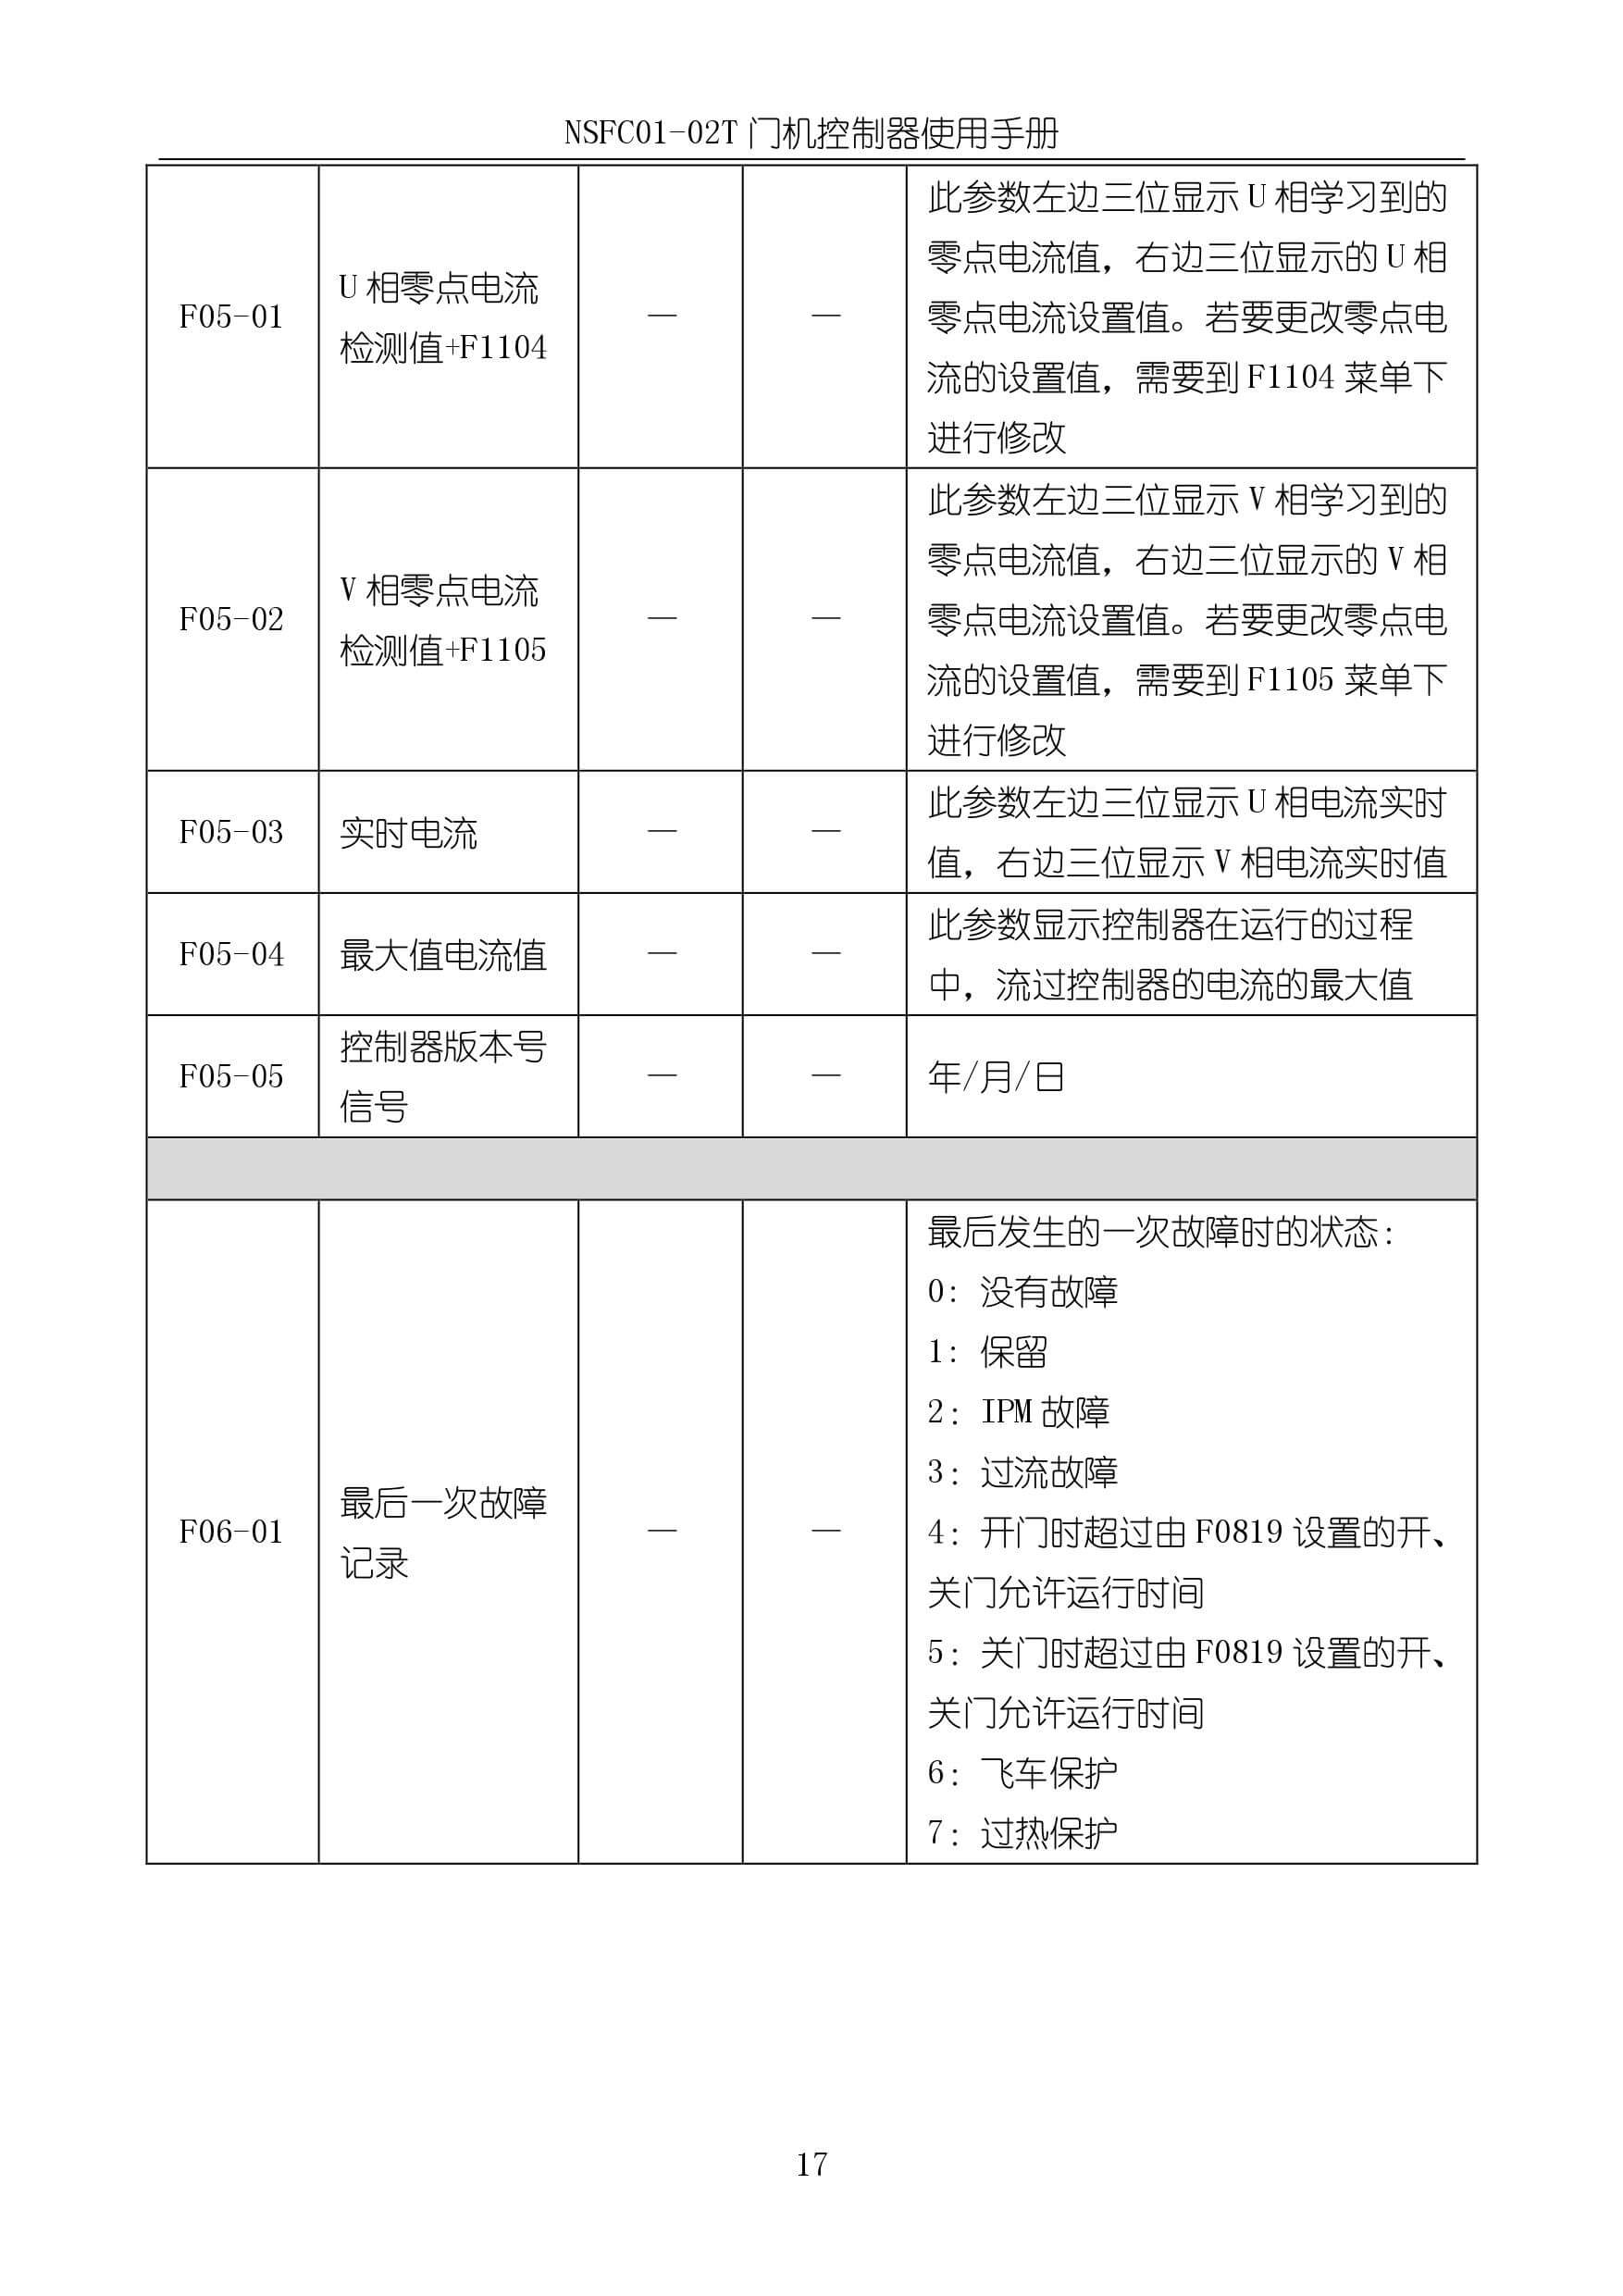 NSFC01-02T 门机控制器使用手册
F05-01
U 相零点电流
检测值+F1104
—
—
此参数左边三位显示 U 相学习到的
零点电流值，右边三位显示的 U 相
零点电流设置值。若要更改零点电
流的设置值，需要到 F1104 菜单下
进行修改
F05-02
V 相零点电流
检测值+F1105
—
—
此参数左边三位显示 V 相学习到的
零点电流值，右边三位显示的 V 相
零点电流设置值。若要更改零点电
流的设置值，需要到 F1105 菜单下
进行修改
F05-03
实时电流
—
—
此参数左边三位显示 U 相电流实时
值，右边三位显示 V 相电流实时值
F05-04
最大值电流值
—
—
此参数显示控制器在运行的过程
中，流过控制器的电流的最大值
F05-05
控制器版本号
信号
—
—
年/月/日
F06-01
最后一次故障
记录
—
—
最后发生的一次故障时的状态：
0：没有故障
1：保留
2：IPM 故障
3：过流故障
4：开门时超过由 F0819 设置的开、
关门允许运行时间
5：关门时超过由 F0819 设置的开、
关门允许运行时间
6：飞车保护
7：过热保护
17